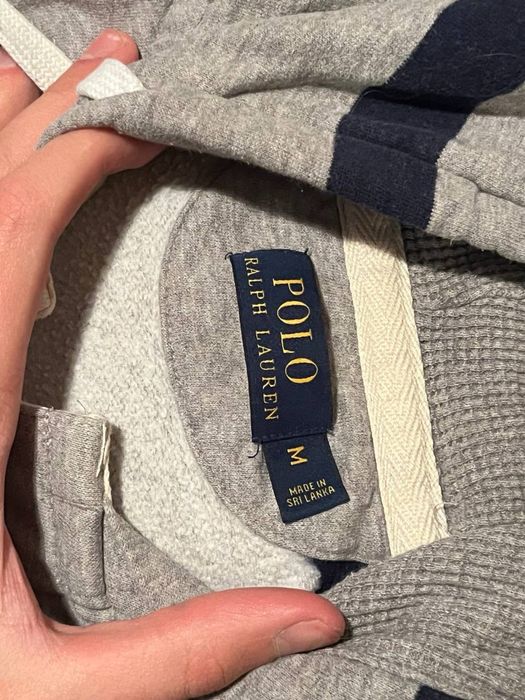 POLO
RALPH LAUREN
M
MADE IN
SRI LANKA